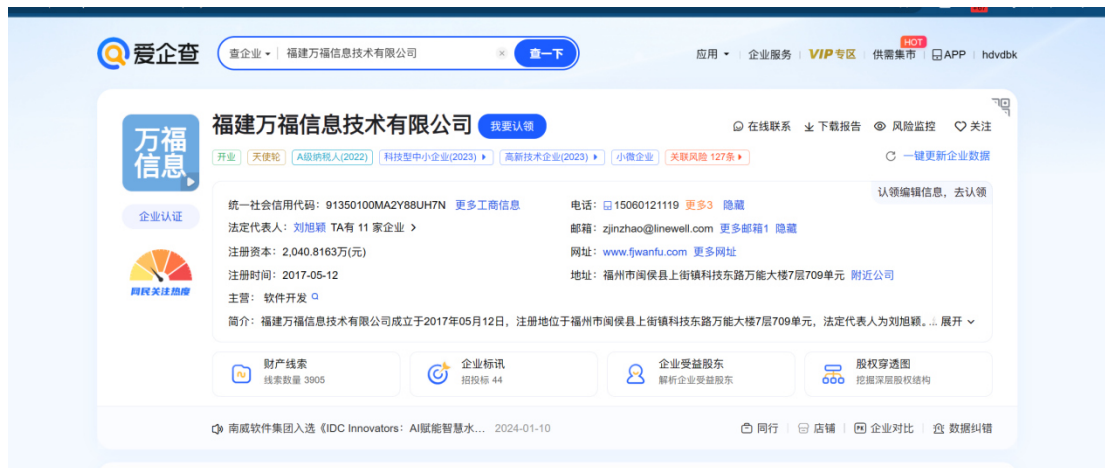 爱企查
查企业 福建万福信息技术有限公司 × 查一下
应用 企业服务 VIP专区 供需集市 HOT APP hdvdbk
万福
信息
福建万福信息技术有限公司 我要认领
在线联系 下载报告 风险监控 关注
开业 天使轮 A级纳税人(2022) 科技型中小企业(2023) 高新技术企业(2023) 小微企业 关联风险 127条
一键更新企业数据
认领编辑信息，去认领
企业认证
网民关注热度
统一社会信用代码：91350100MA2Y88UH7N 更多工商信息
电话：15060121119 更多3 隐藏
法定代表人：刘旭颖 TA有 11 家企业 >
邮箱：zjinzhao@linewell.com 更多邮箱1 隐藏
注册资本：2,040.8163万(元)
网址：www.fjwanfu.com 更多网址
注册时间：2017-05-12
地址：福州市闽侯县上街镇科技东路万能大楼7层709单元 附近公司
主营： 软件开发
简介：福建万福信息技术有限公司成立于2017年05月12日，注册地位于福州市闽侯县上街镇科技东路万能大楼7层709单元，法定代表人为刘旭颖。... 展开
财产线索
线索数量 3905
企业标讯
招投标 44
企业受益股东
解析企业受益股东
股权穿透图
挖掘深层股权结构
南威软件集团入选《IDC Innovators：AI赋能智慧水... 2024-01-10
同行 店铺 企业对比 数据纠错